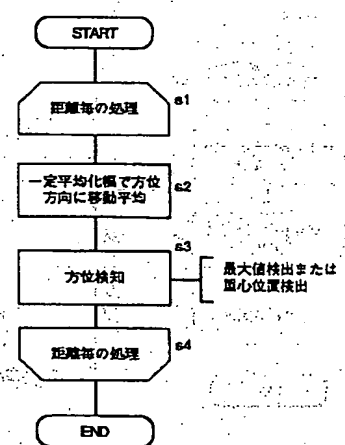 START
距離毎の処理
s1
一定平均化幅で方位
方向に移動平均
s2
s3
方位検知
最大値検出または
重心位置検出
s4
距離毎の処理
END